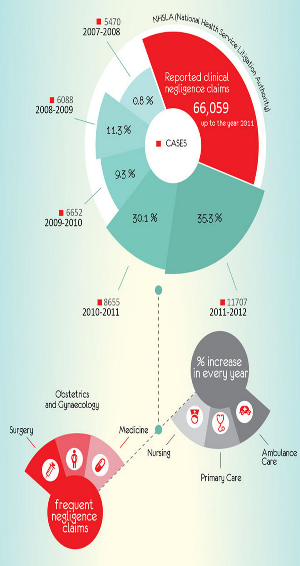 5470
2007-2008
NHSLA (National Health Service Litigation Authority)
Reported clinical
negligence claims
66,059
up to the year 2011
6088
2008-2009
0.8 %
11.3 %
CASES
9.3 %
6652
2009-2010
30.1 %
35.3%
8655
2010-2011
11707
2011-2012
% increase
in every year
Obstetrics
and Gynaecology
Surgery
Medicine
Nursing
Primary Care
Ambulance
Care
frequent
negligence
claims